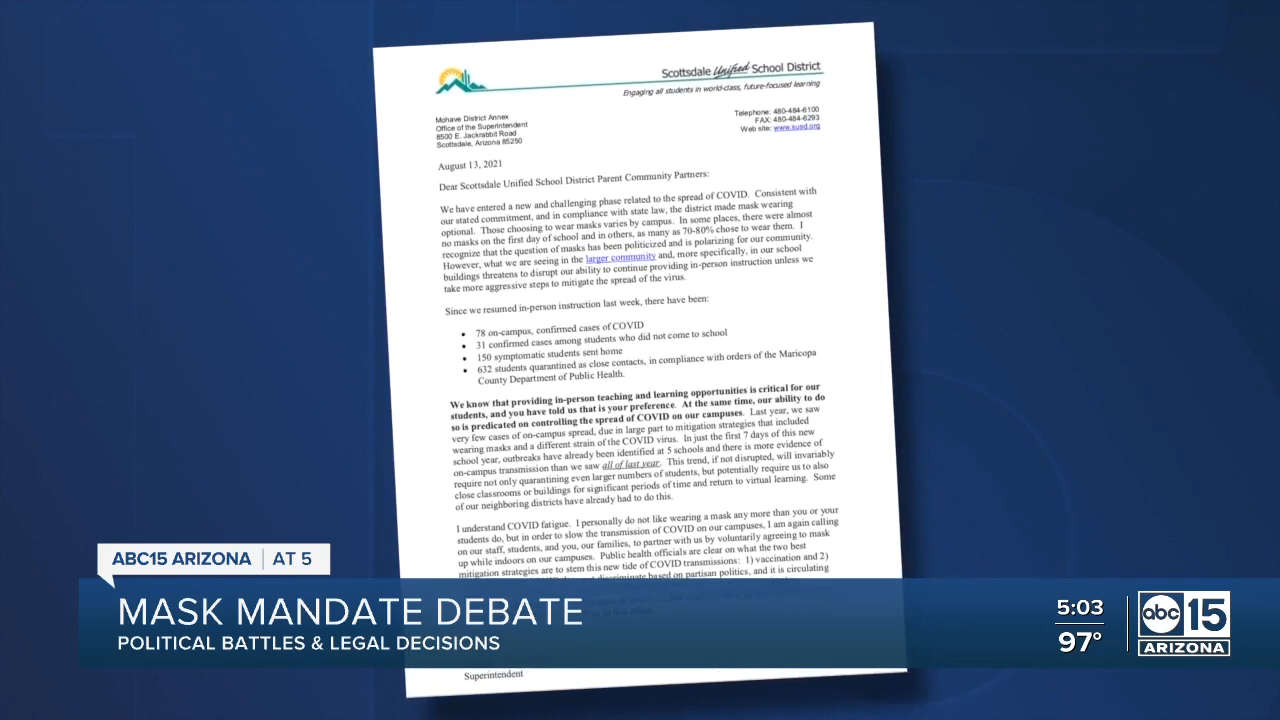 Scottsdale Unified School District
Engaging all students in world-class, future-focused learning
Mohave District Annex
Office of the Superintendent
8500 E. Jackrabbit Road
Scottsdale, Arizona 85250
Telephone: 480-484-6100
FAX: 480-484-6293
Web site: www.susd.org
August 13, 2021
Dear Scottsdale Unified School District Parent Community Partners:
We have entered a new and challenging phase related to the spread of COVID. Consistent with
our stated commitment, and in compliance with state law, the district made mask wearing
optional. Those choosing to wear masks varies by campus. In some places, there were almost
no masks on the first day of school and in others, as many as 70-80% chose to wear them. I
recognize that the question of masks has been politicized and is polarizing for our community.
However, what we are seeing in the larger community and, more specifically, in our school
buildings threatens to disrupt our ability to continue providing in-person instruction unless we
take more aggressive steps to mitigate the spread of the virus.
Since we resumed in-person instruction last week, there have been:
• 78 on-campus, confirmed cases of COVID
• 31 confirmed cases among students who did not come to school
• 150 symptomatic students sent home
• 632 students quarantined as close contacts, in compliance with orders of the Maricopa
County Department of Public Health.
We know that providing in-person teaching and learning opportunities is critical for our
students, and you have told us that is your preference. At the same time, our ability to do
so is predicated on controlling the spread of COVID on our campuses. Last year, we saw
very few cases of on-campus spread, due in large part to mitigation strategies that included
wearing masks and a different strain of the COVID virus. In just the first 7 days of this new
school year, outbreaks have already been identified at 5 schools and there is more evidence of
on-campus transmission than we saw all of last year. This trend, if not disrupted, will invariably
require not only quarantining even larger numbers of students, but potentially require us to also
close classrooms or buildings for significant periods of time and return to virtual learning. Some
of our neighboring districts have already had to do this.
I understand COVID fatigue. I personally do not like wearing a mask any more than you or your
students do, but in order to slow the transmission of COVID on our campuses, I am again calling
on our staff, students, and you, our families, to partner with us by voluntarily agreeing to mask
up while indoors on our campuses. Public health officials are clear on what the two best
mitigation strategies are to stem this new tide of COVID transmissions: 1) vaccination and 2)
discriminate based on partisan politics, and it is circulating
Superintendent
ABC15 ARIZONA | AT 5
MASK MANDATE DEBATE
POLITICAL BATTLES & LEGAL DECISIONS
5:03
97°
abc 15
ARIZONA